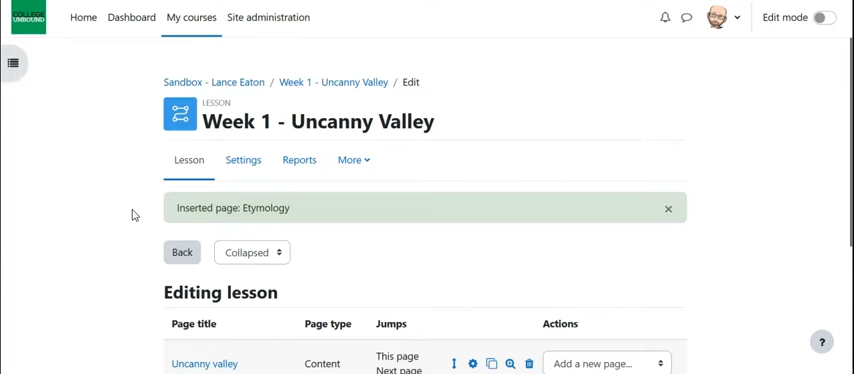 COLLEGE
UNBOUND
Home Dashboard My courses Site administration Edit mode
Sandbox - Lance Eaton / Week 1 - Uncanny Valley / Edit
LESSON
Week 1 - Uncanny Valley
Lesson Settings Reports More
Inserted page: Etymology ×
Back Collapsed
Editing lesson
Page title Page type Jumps Actions
Uncanny valley Content This page Add a new page...
Next page
?